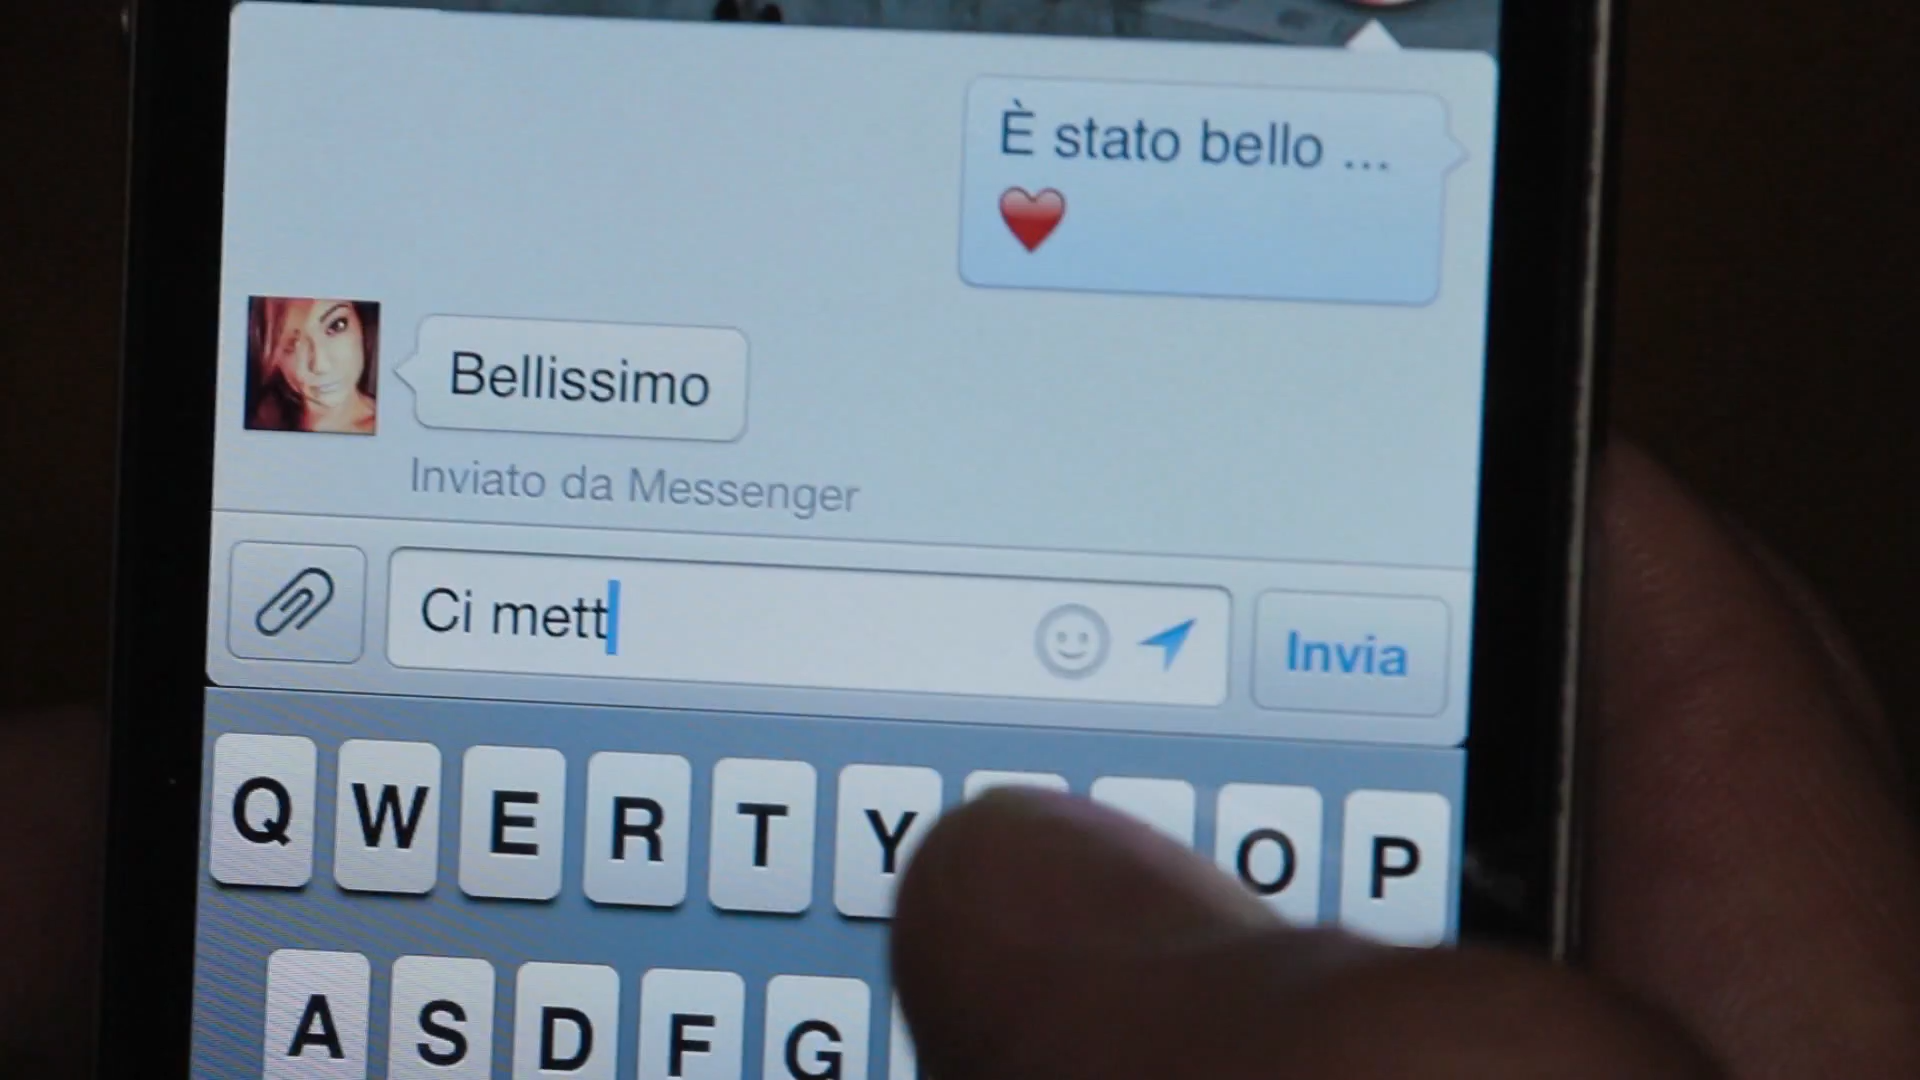 È stato bello ...
❤️
Bellissimo
Inviato da Messenger
Ci mett
Invia
Q W E R T Y O P
A S D F G